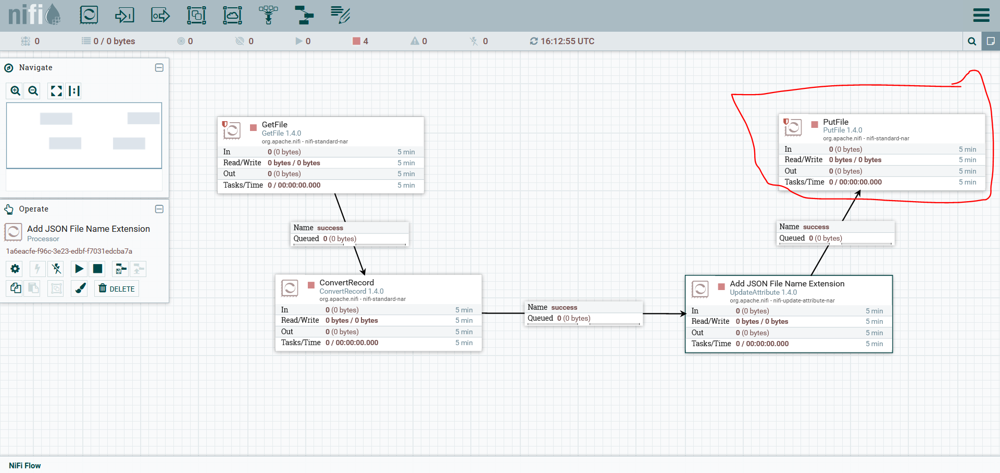 nifi
0
0 / 0 bytes
0
0
0
4
0
0
16:12:55 UTC
Navigate
Operate
Add JSON File Name Extension
Processor
1a6eacfe-f96c-3e23-edbf-f7031edcba7a
DELETE
GetFile
GetFile 1.4.0
org.apache.nifi - nifi-standard-nar
In 0 (0 bytes) 5 min
Read/Write 0 bytes / 0 bytes 5 min
Out 0 (0 bytes) 5 min
Tasks/Time 0 / 00:00:00.000 5 min
Name success
Queued 0 (0 bytes)
ConvertRecord
ConvertRecord 1.4.0
org.apache.nifi - nifi-standard-nar
In 0 (0 bytes) 5 min
Read/Write 0 bytes / 0 bytes 5 min
Out 0 (0 bytes) 5 min
Tasks/Time 0 / 00:00:00.000 5 min
Name success
Queued 0 (0 bytes)
Add JSON File Name Extension
UpdateAttribute 1.4.0
org.apache.nifi - nifi-update-attribute-nar
In 0 (0 bytes) 5 min
Read/Write 0 bytes / 0 bytes 5 min
Out 0 (0 bytes) 5 min
Tasks/Time 0 / 00:00:00.000 5 min
Name success
Queued 0 (0 bytes)
PutFile
PutFile 1.4.0
org.apache.nifi - nifi-standard-nar
In 0 (0 bytes) 5 min
Read/Write 0 bytes / 0 bytes 5 min
Out 0 (0 bytes) 5 min
Tasks/Time 0 / 00:00:00.000 5 min
NiFi Flow